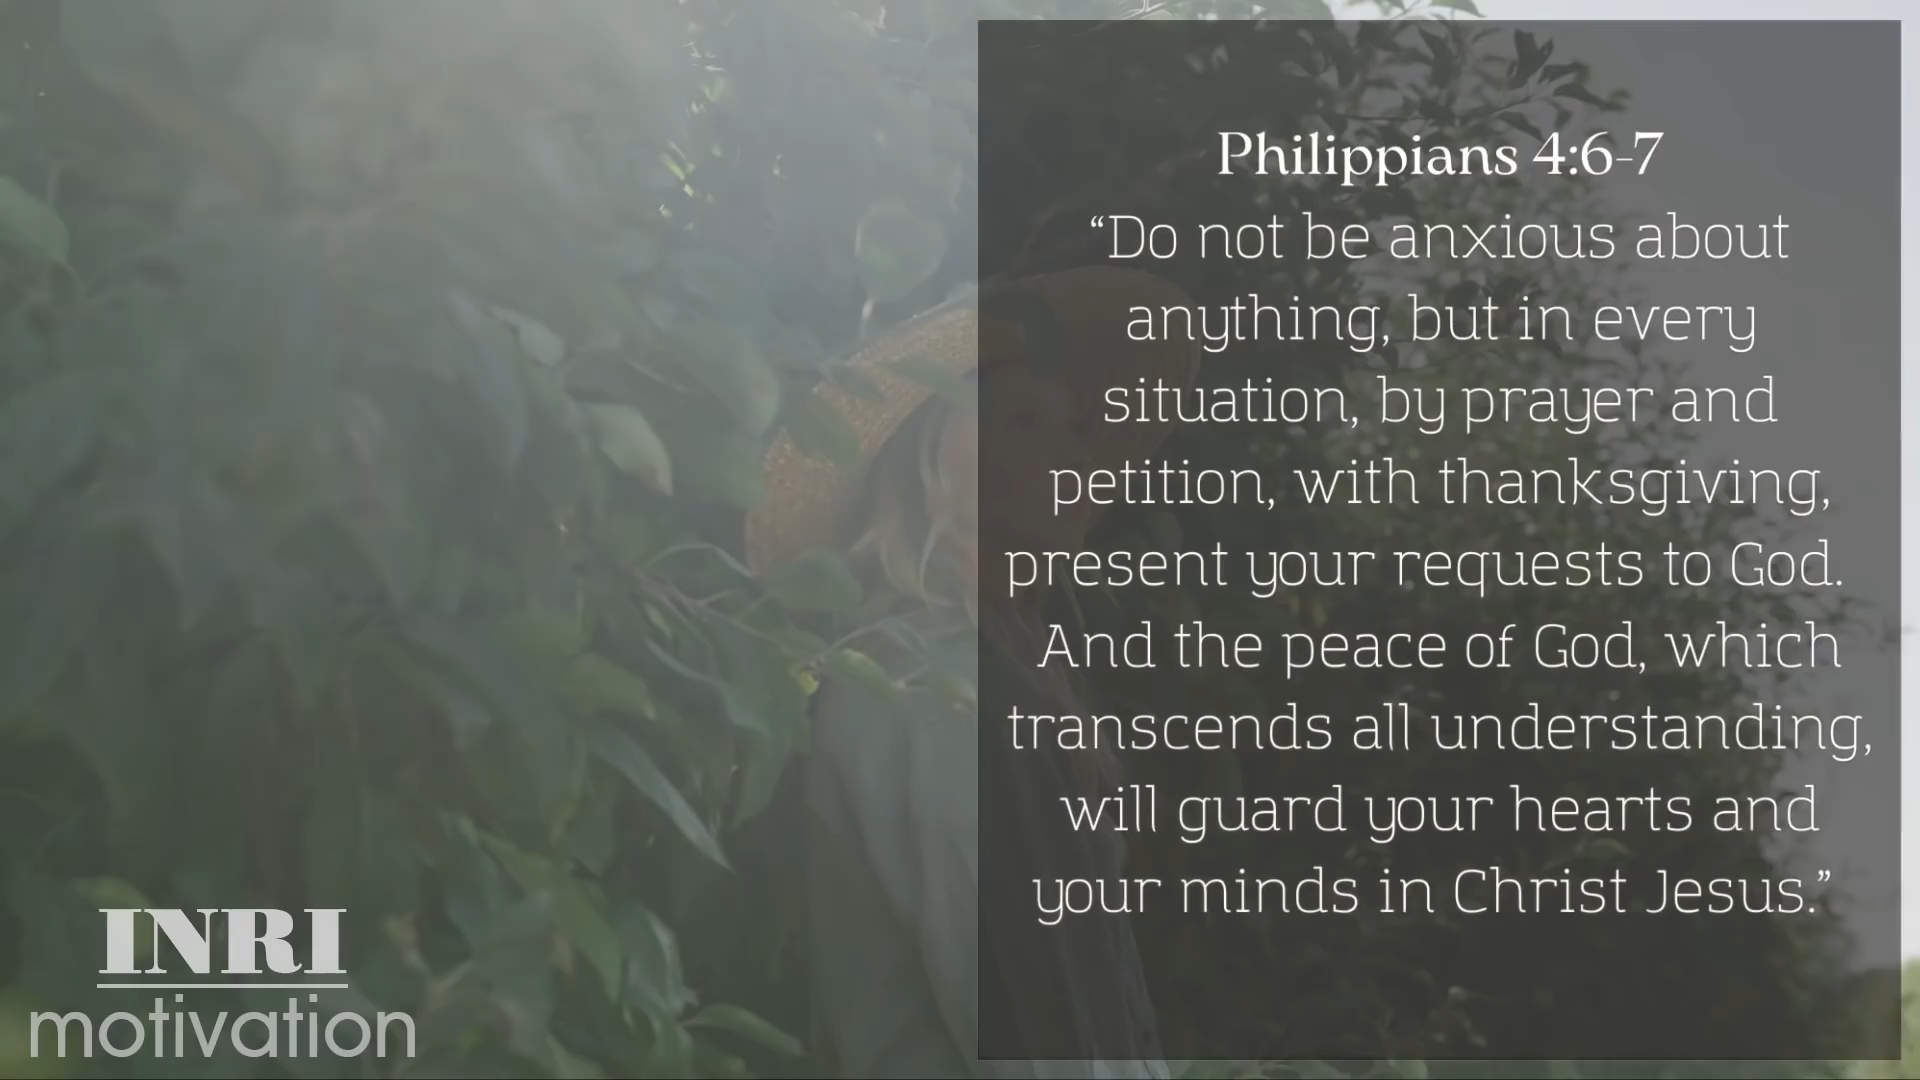 Philippians 4:6-7
“Do not be anxious about
anything, but in every
situation, by prayer and
petition, with thanksgiving,
present your requests to God.
And the peace of God, which
transcends all understanding,
will guard your hearts and
your minds in Christ Jesus.”
INRI
motivation